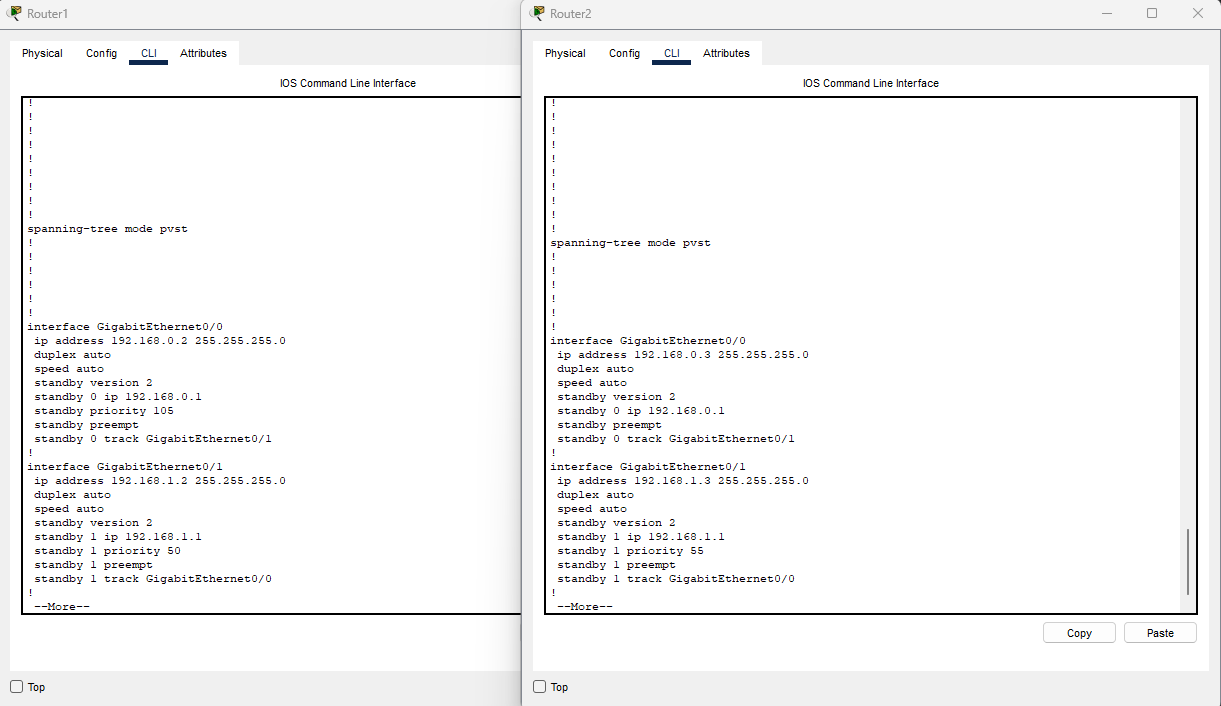 Router1
Physical Config CLI Attributes
IOS Command Line Interface
!
!
!
!
!
!
!
!
!
spanning-tree mode pvst
!
!
!
!
!
!
interface GigabitEthernet0/0
ip address 192.168.0.2 255.255.255.0
duplex auto
speed auto
standby version 2
standby 0 ip 192.168.0.1
standby priority 105
standby preempt
standby 0 track GigabitEthernet0/1
!
interface GigabitEthernet0/1
ip address 192.168.1.2 255.255.255.0
duplex auto
speed auto
standby version 2
standby 1 ip 192.168.1.1
standby 1 priority 50
standby 1 preempt
standby 1 track GigabitEthernet0/0
!
--More--
Top
Router2
Physical Config CLI Attributes
IOS Command Line Interface
!
!
!
!
!
!
!
!
!
!
spanning-tree mode pvst
!
!
!
!
!
!
interface GigabitEthernet0/0
ip address 192.168.0.3 255.255.255.0
duplex auto
speed auto
standby version 2
standby 0 ip 192.168.0.1
standby preempt
standby 0 track GigabitEthernet0/1
!
interface GigabitEthernet0/1
ip address 192.168.1.3 255.255.255.0
duplex auto
speed auto
standby version 2
standby 1 ip 192.168.1.1
standby 1 priority 55
standby 1 preempt
standby 1 track GigabitEthernet0/0
!
--More--
Copy Paste
Top